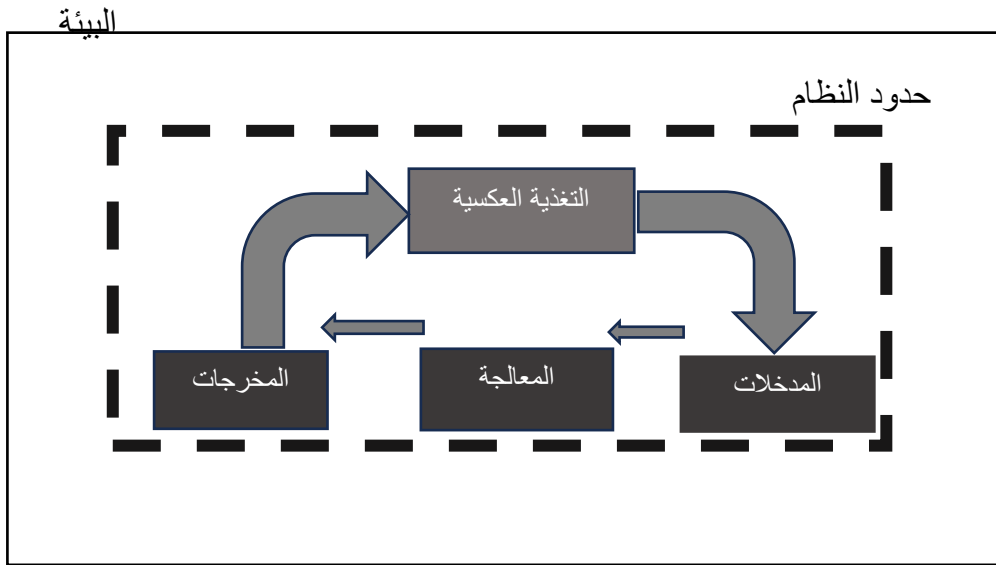 البيئة
حدود النظام
التغذية العكسية
المدخلات
المعالجة
المخرجات